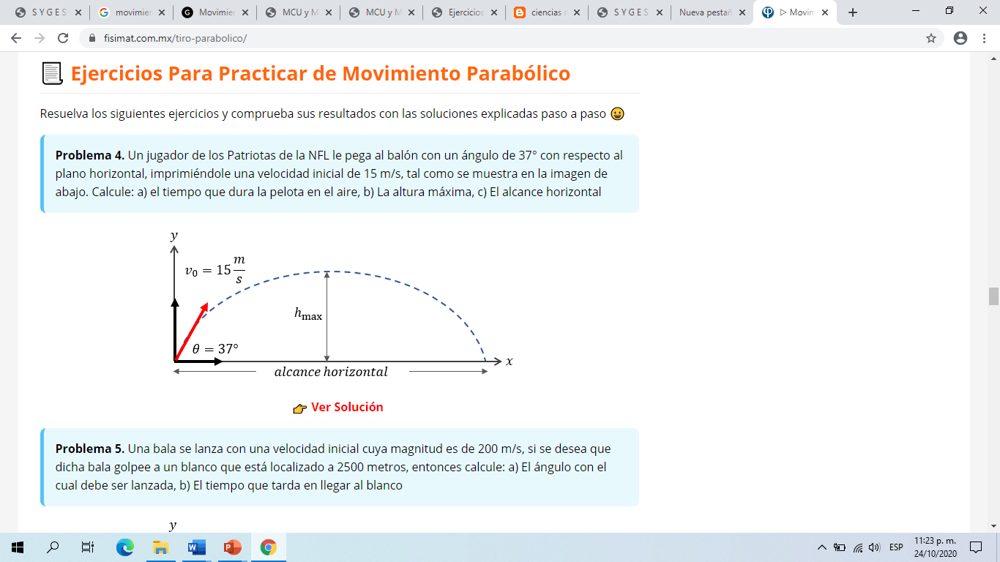 S Y G E S
movimien
Movimien
MCU y M
MCU y M
Ejercicios
ciencias n
S Y G E S
Nueva pestañ
▷ Movim
fisimat.com.mx/tiro-parabolico/
Ejercicios Para Practicar de Movimiento Parabólico
Resuelva los siguientes ejercicios y comprueba sus resultados con las soluciones explicadas paso a paso 😀
Problema 4. Un jugador de los Patriotas de la NFL le pega al balón con un ángulo de 37° con respecto al
plano horizontal, imprimiéndole una velocidad inicial de 15 m/s, tal como se muestra en la imagen de
abajo. Calcule: a) el tiempo que dura la pelota en el aire, b) La altura máxima, c) El alcance horizontal
y
v₀ = 15 m/s
hmax
θ = 37°
x
alcance horizontal
👉 Ver Solución
Problema 5. Una bala se lanza con una velocidad inicial cuya magnitud es de 200 m/s, si se desea que
dicha bala golpee a un blanco que está localizado a 2500 metros, entonces calcule: a) El ángulo con el
cual debe ser lanzada, b) El tiempo que tarda en llegar al blanco
y
ESP
11:23 p. m.
24/10/2020